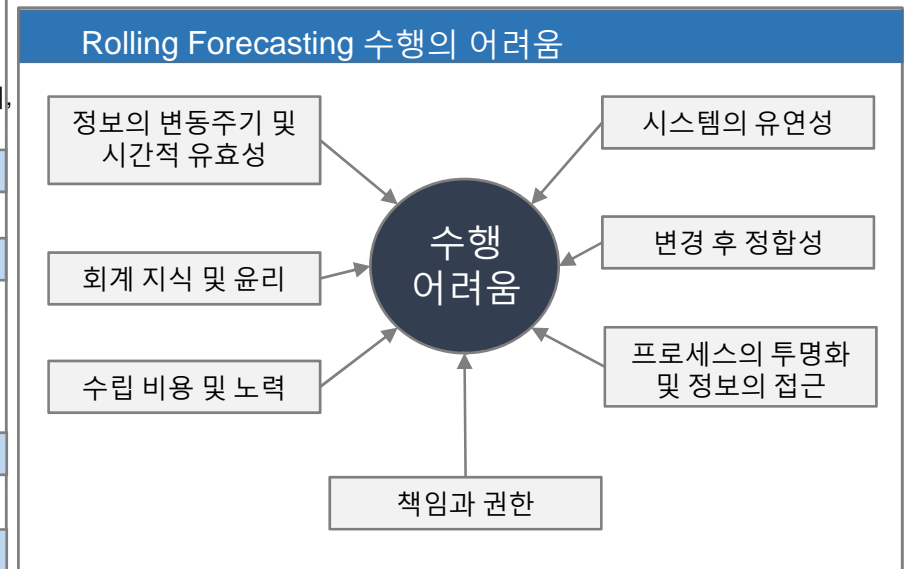 Rolling Forecasting 수행의 어려움
정보의 변동주기 및
시간적 유효성
회계 지식 및 윤리
수립 비용 및 노력
수행
어려움
시스템의 유연성
변경 후 정합성
프로세스의 투명화
및 정보의 접근
책임과 권한